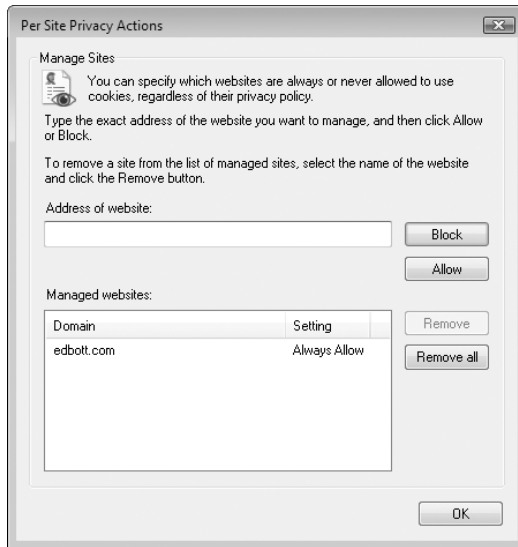 Per Site Privacy Actions
Manage Sites
You can specify which websites are always or never allowed to use
cookies, regardless of their privacy policy.
Type the exact address of the website you want to manage, and then click Allow
or Block.
To remove a site from the list of managed sites, select the name of the website
and click the Remove button.
Address of website:
Block
Allow
Managed websites:
Domain Setting Remove
edbott.com Always Allow Remove all
OK